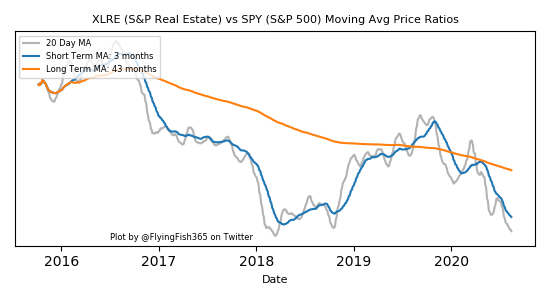 XLRE (S&P Real Estate) vs SPY (S&P 500) Moving Avg Price Ratios
20 Day MA
Short Term MA: 3 months
Long Term MA: 43 months
Plot by @FlyingFish365 on Twitter
2016 2017 2018 2019 2020
Date